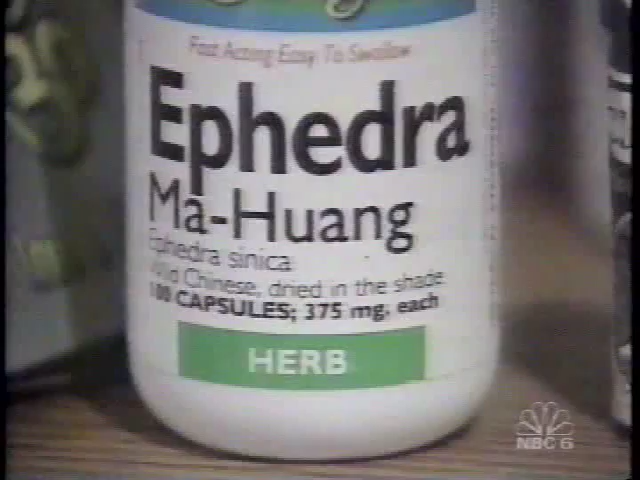 Fast Acting Easy To Swallow
Ephedra
Ma-Huang
Ephedra sinica
Wild Chinese, dried in the shade
100 CAPSULES; 375 mg. each
HERB
NBC 6